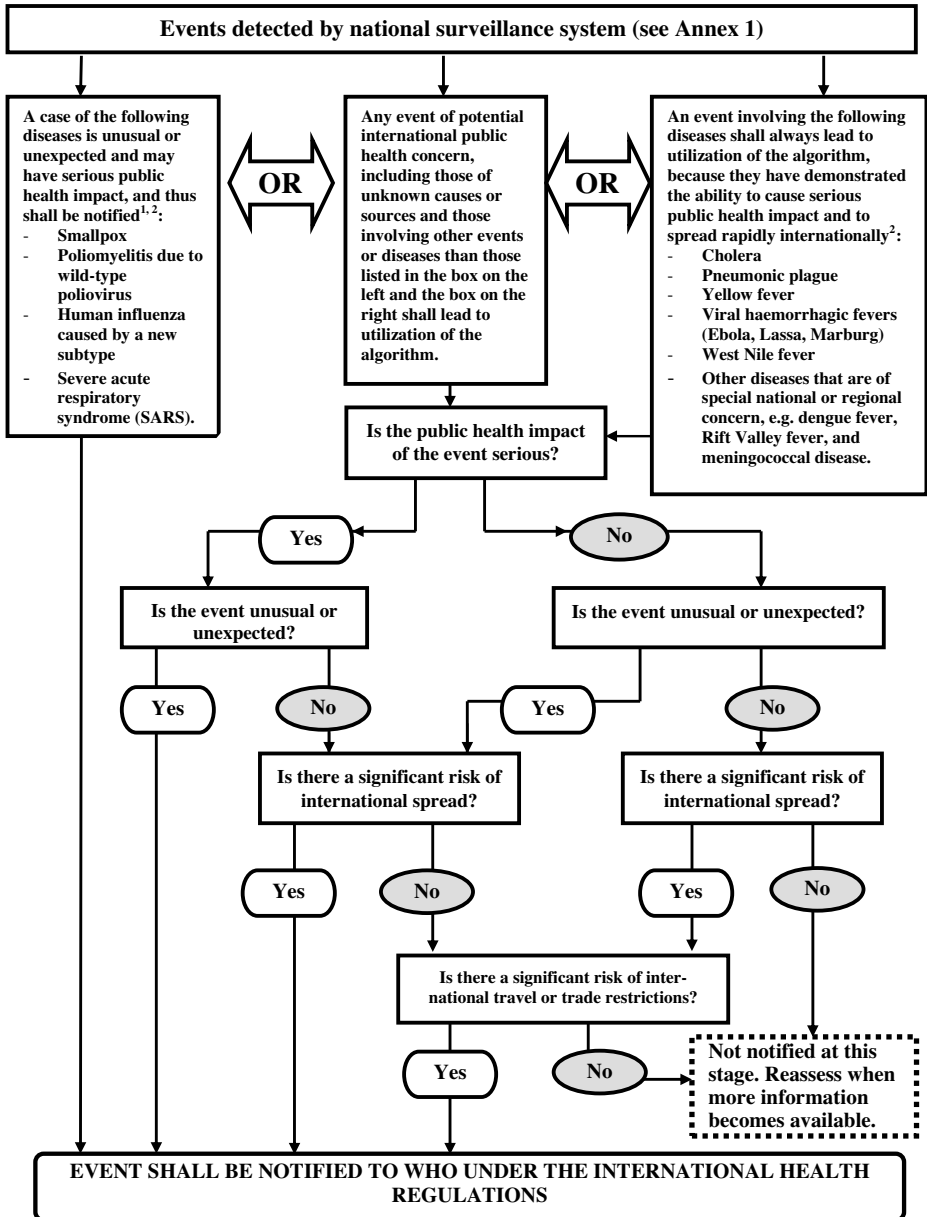 Events detected by national surveillance system (see Annex 1)
A case of the following
diseases is unusual or
unexpected and may
have serious public
health impact, and thus
shall be notified1, 2:
- Smallpox
- Poliomyelitis due to
wild-type
poliovirus
- Human influenza
caused by a new
subtype
- Severe acute
respiratory
syndrome (SARS).
OR
Any event of potential
international public
health concern,
including those of
unknown causes or
sources and those
involving other events
or diseases than those
listed in the box on the
left and the box on the
right shall lead to
utilization of the
algorithm.
OR
An event involving the following
diseases shall always lead to
utilization of the algorithm,
because they have demonstrated
the ability to cause serious
public health impact and to
spread rapidly internationally2:
- Cholera
- Pneumonic plague
- Yellow fever
- Viral haemorrhagic fevers
(Ebola, Lassa, Marburg)
- West Nile fever
- Other diseases that are of
special national or regional
concern, e.g. dengue fever,
Rift Valley fever, and
meningococcal disease.
Is the public health impact
of the event serious?
Yes
No
Is the event unusual or
unexpected?
Is the event unusual or unexpected?
Yes
No
Yes
No
Is there a significant risk of
international spread?
Is there a significant risk of
international spread?
Yes
No
Yes
No
Is there a significant risk of inter-
national travel or trade restrictions?
Yes
No
Not notified at this
stage. Reassess when
more information
becomes available.
EVENT SHALL BE NOTIFIED TO WHO UNDER THE INTERNATIONAL HEALTH
REGULATIONS